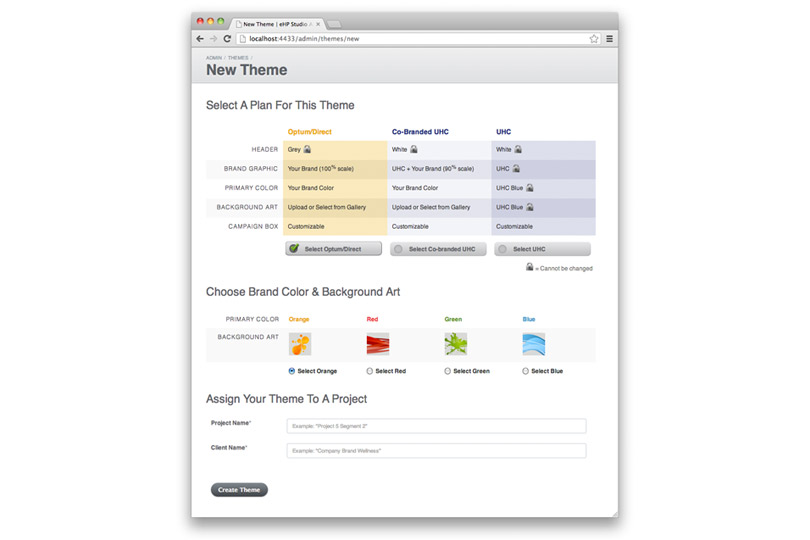 New Theme | eHP Studio A
localhost:4433/admin/themes/new
ADMIN / THEMES /
New Theme
Select A Plan For This Theme
Optum/Direct Co-Branded UHC UHC
HEADER Grey White White
BRAND GRAPHIC Your Brand (100% scale) UHC + Your Brand (90% scale) UHC
PRIMARY COLOR Your Brand Color Your Brand Color UHC Blue
BACKGROUND ART Upload or Select from Gallery Upload or Select from Gallery UHC Blue
CAMPAIGN BOX Customizable Customizable Customizable
Select Optum/Direct Select Co-branded UHC Select UHC
= Cannot be changed
Choose Brand Color & Background Art
PRIMARY COLOR Orange Red Green Blue
BACKGROUND ART
Select Orange Select Red Select Green Select Blue
Assign Your Theme To A Project
Project Name* Example: "Project 5 Segment 2"
Client Name* Example: "Company Brand Wellness"
Create Theme